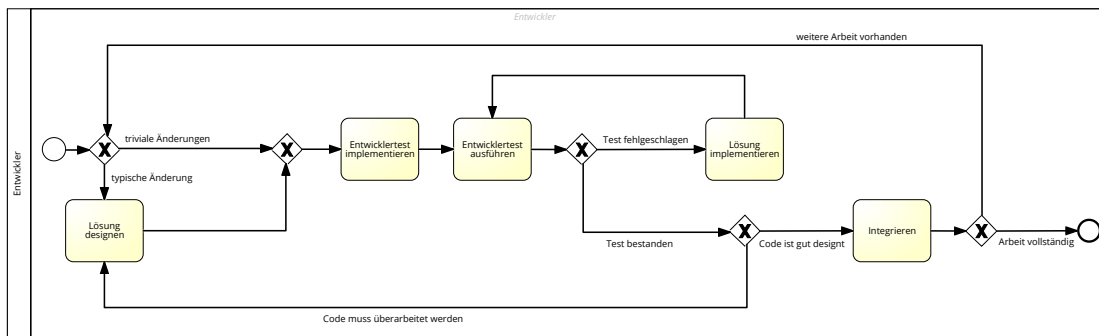 Entwickler
Entwickler
weitere Arbeit vorhanden
triviale Änderungen
typische Änderung
Entwicklertest
implementieren
Entwicklertest
ausführen
Test fehlgeschlagen
Lösung
implementieren
Lösung
designen
Test bestanden
Code ist gut designt
Integrieren
Arbeit vollständig
Code muss überarbeitet werden